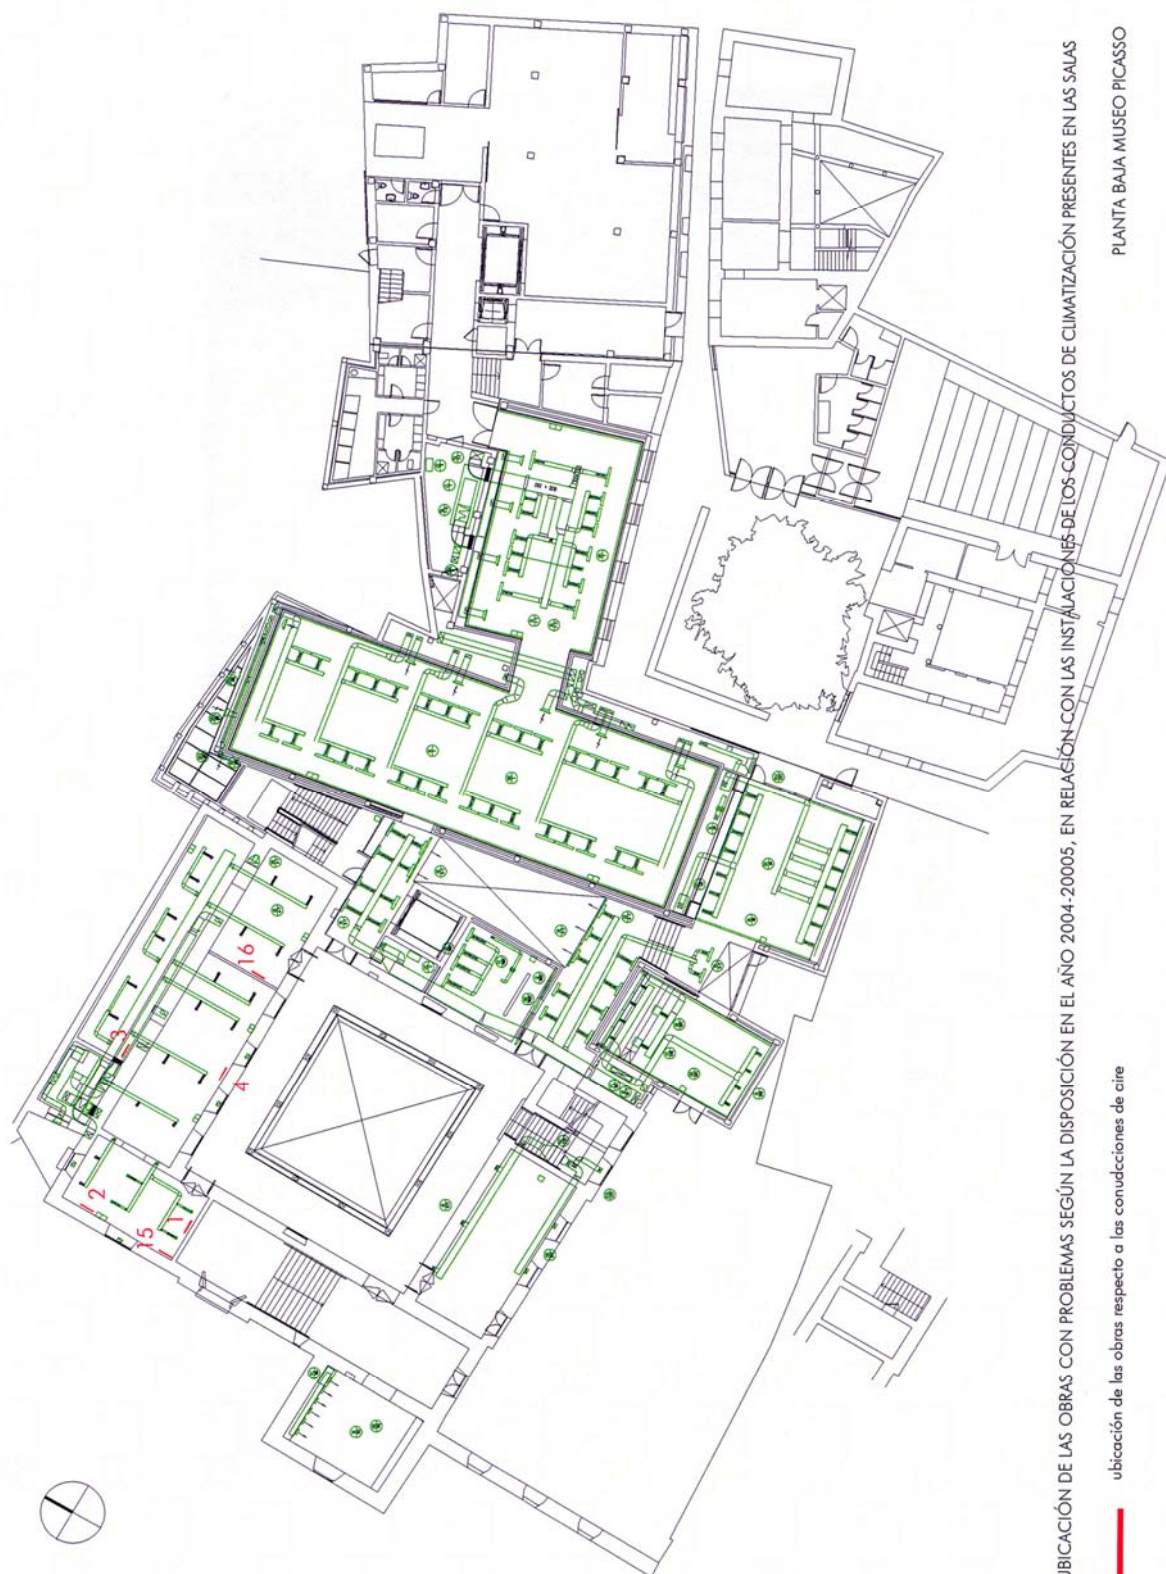 UBICACIÓN DE LAS OBRAS CON PROBLEMAS SEGÚN LA DISPOSICIÓN EN EL AÑO 2004-20005, EN RELACIÓN CON LAS INSTALACIONES DE LOS CONDUCTOS DE CLIMATIZACIÓN PRESENTES EN LAS SALAS
PLANTA BAJA MUSEO PICASSO
ubicación de las obras respecto a las conudcciones de aire
16
3
4
2
15
1